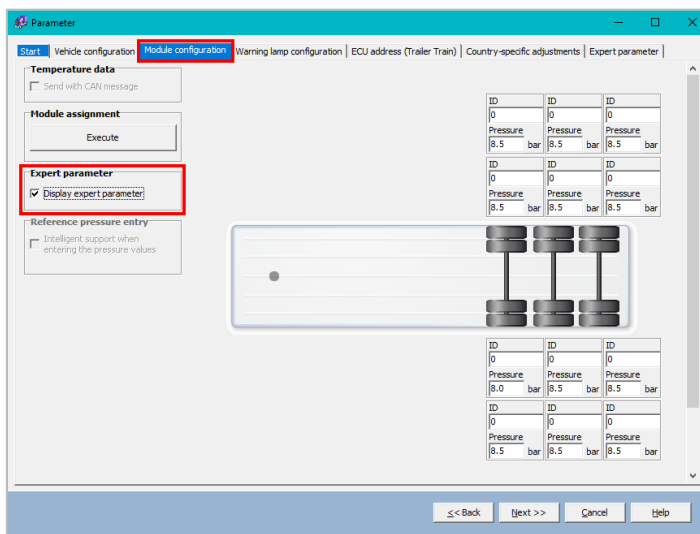 Parameter
Start Vehicle configuration Module configuration Warning lamp configuration ECU address (Trailer Train) Country-specific adjustments Expert parameter
Temperature data
Send with CAN message
Module assignment
Execute
Expert parameter
Display expert parameter
Reference pressure entry
Intelligent support when
entering the pressure values
ID ID ID
0 0 0
Pressure Pressure Pressure
8.5 bar 8.5 bar 8.5 bar
ID ID ID
0 0 0
Pressure Pressure Pressure
8.5 bar 8.5 bar 8.5 bar
ID ID ID
0 0 0
Pressure Pressure Pressure
8.0 bar 8.5 bar 8.5 bar
ID ID ID
0 0 0
Pressure Pressure Pressure
8.5 bar 8.5 bar 8.5 bar
<< Back Next >> Cancel Help